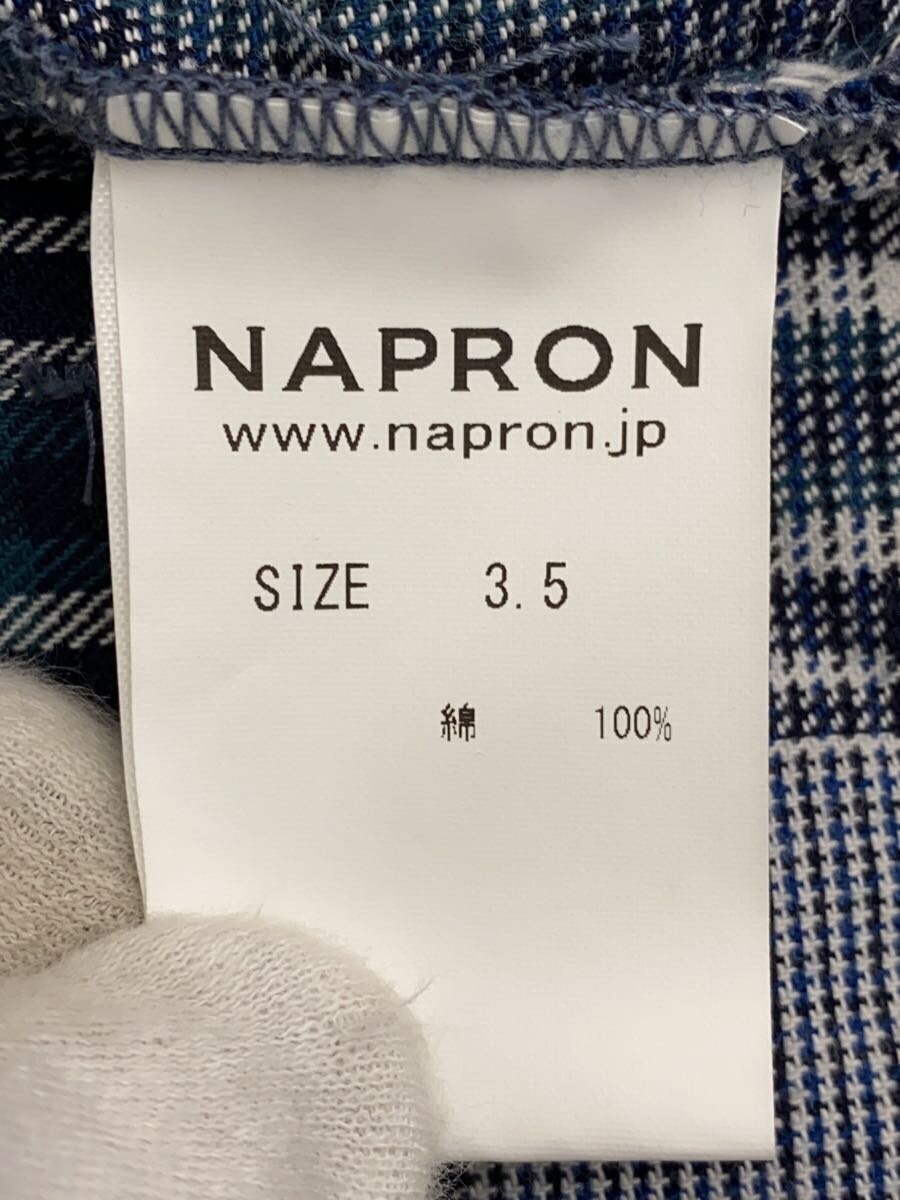 NAPRON
www.napron.jp
SIZE 3.5
綿 100%